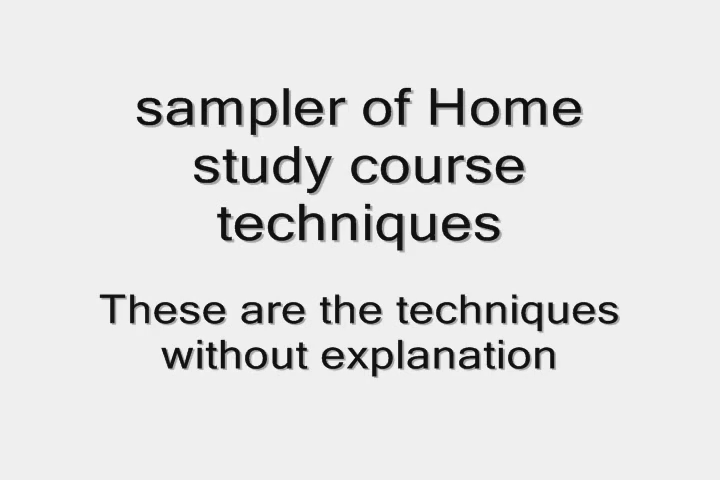 sampler of Home
study course
techniques
These are the techniques
without explanation